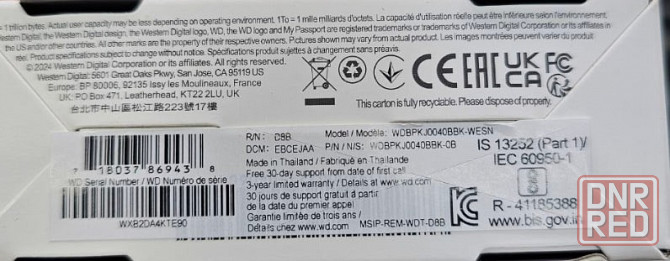 = 1 trillion bytes. Actual user capacity may be less depending on operating environment. 1To = 1 mille milliards d'octets. La capacité d'utilisation réelle peut être inférieure selon l'environnement
Western Digital, the Western Digital design, the Western Digital logo, WD, the WD logo and My Passport are registered trademarks or trademarks of Western Digital Corporation or its affiliates in
the US and/or other countries. All other marks are the property of their respective owners. Pictures shown may vary from actual product. Les images montrées peuvent varier du produit
réel. Product specifications subject to change without notice. Spécifications produit sujettes à changement sans préavis.
© 2024 Western Digital Corporation or its affiliates. All rights reserved.
Western Digital: 5601 Great Oaks Pkwy, San Jose, CA 95119 US
Europe: BP 80006, 92135 Issy les Moulineaux, France
UK: PO Box 471, Leatherhead, KT22 2LU, UK
台北市中山區松江路223號17樓
CE EAC UKCA FC
This carton is fully recyclable. Please dispose of properly.
7 18037 86943 8
WD Serial Number / WD Numéro de série
WXB2DA4KTE90
R/N: D8B Model / Modèle: WDBPKJ0040BBK-WESN
DCM: EBCEJAA P/N / N/S: WDBPKJ0040BBK-0B
Made in Thailand / Fabriqué en Thaïlande
Free 30-day support from date of first call
3-year limited warranty / Details at www.wd.com
30 jours de support gratuit à partir
de la date du premier appel
Garantie limitée de trois ans /
Détails chez www.wd.com MSIP-REM-WDT-D8B
IS 13252 (Part 1)/
IEC 60950-1
R - 41185388
www.bis.gov.in
DNR
RED